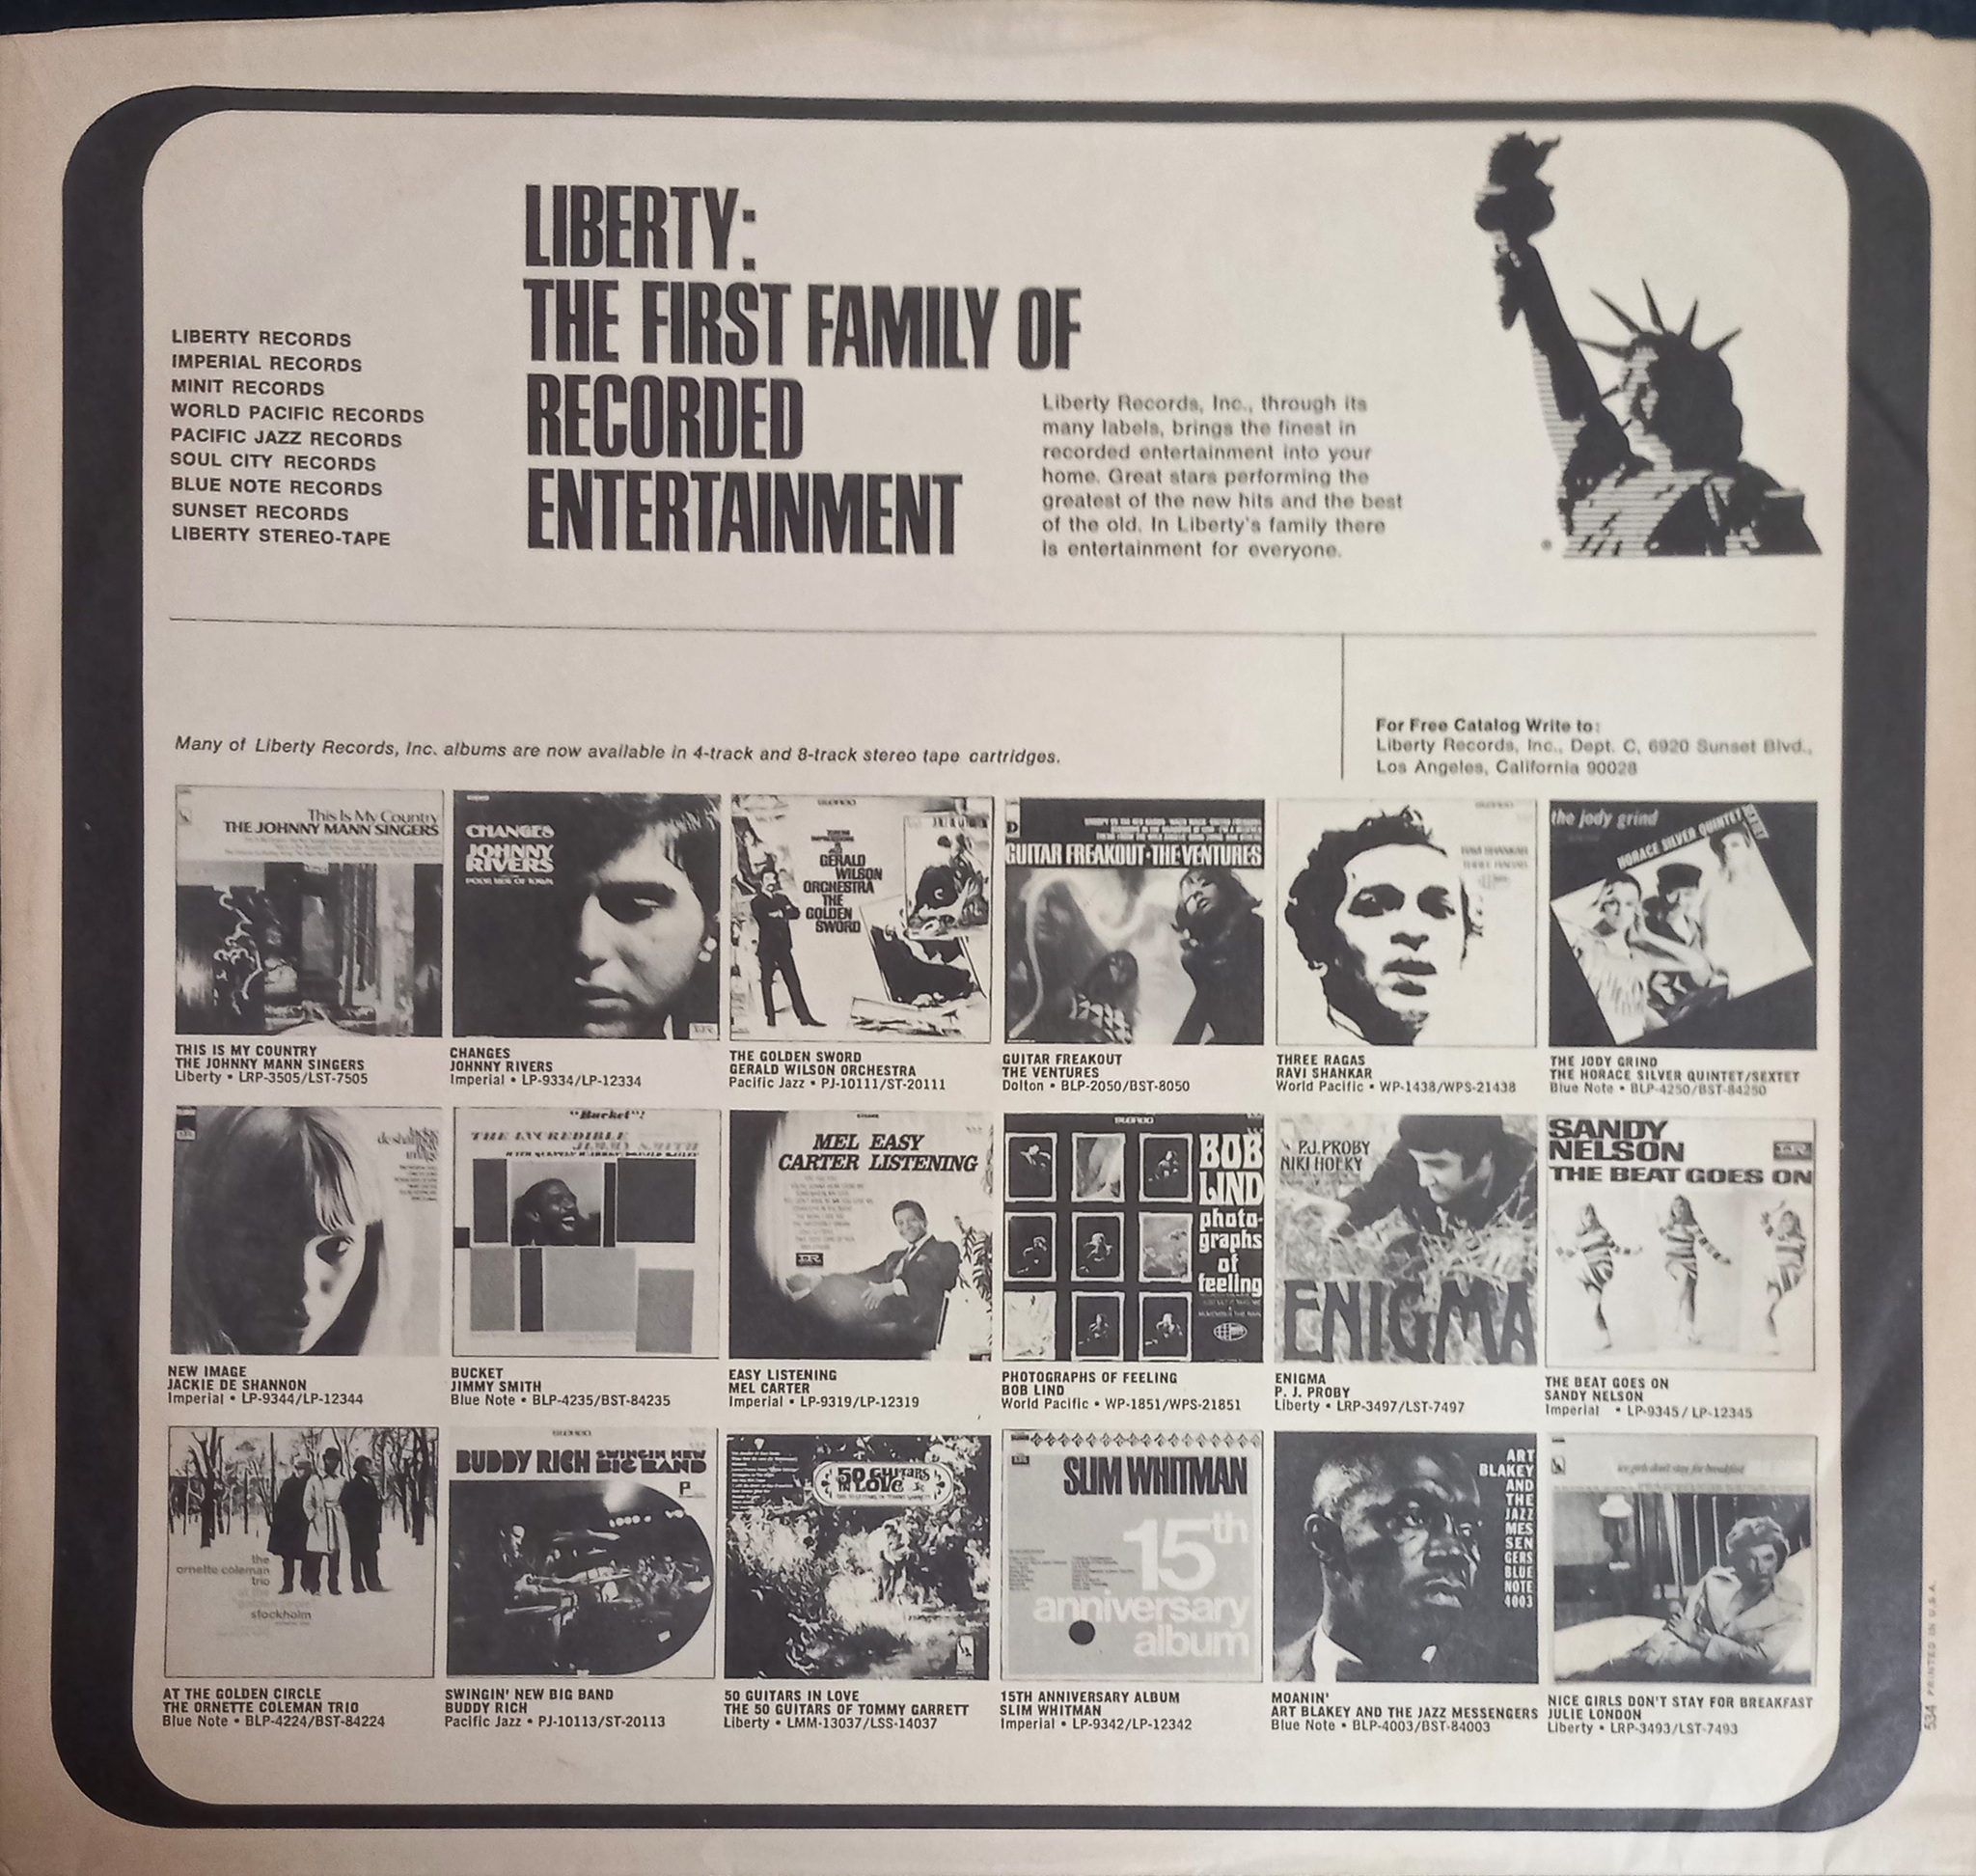 LIBERTY:
THE FIRST FAMILY OF
RECORDED
ENTERTAINMENT
LIBERTY RECORDS
IMPERIAL RECORDS
MINIT RECORDS
WORLD PACIFIC RECORDS
PACIFIC JAZZ RECORDS
SOUL CITY RECORDS
BLUE NOTE RECORDS
SUNSET RECORDS
LIBERTY STEREO-TAPE
Liberty Records, Inc., through its
many labels, brings the finest in
recorded entertainment into your
home. Great stars performing the
greatest of the new hits and the best
of the old. In Liberty's family there
is entertainment for everyone.
Many of Liberty Records, Inc. albums are now available in 4-track and 8-track stereo tape cartridges.
For Free Catalog Write to:
Liberty Records, Inc., Dept. C, 6920 Sunset Blvd.,
Los Angeles, California 90028
This Is My Country
THE JOHNNY MANN SINGERS
THIS IS MY COUNTRY
THE JOHNNY MANN SINGERS
Liberty • LRP-3505/LST-7505
CHANGES
JOHNNY
RIVERS
POOR SIDE OF TOWN
CHANGES
JOHNNY RIVERS
Imperial • LP-9334/LP-12334
STEREO
GERALD
WILSON
ORCHESTRA
THE
GOLDEN
SWORD
THE GOLDEN SWORD
GERALD WILSON ORCHESTRA
Pacific Jazz • PJ-10111/ST-20111
GUITAR FREAKOUT • THE VENTURES
GUITAR FREAKOUT
THE VENTURES
Dolton • BLP-2050/BST-8050
THREE RAGAS
RAVI SHANKAR
World Pacific • WP-1438/WPS-21438
the jody grind
HORACE SILVER QUINTET
THE JODY GRIND
THE HORACE SILVER QUINTET/SEXTET
Blue Note • BLP-4250/BST-84250
jackie
deshannon
new
image
NEW IMAGE
JACKIE DE SHANNON
Imperial • LP-9344/LP-12344
"Bucket"!
THE INCREDIBLE
JIMMY SMITH
BUCKET
JIMMY SMITH
Blue Note • BLP-4235/BST-84235
MEL CARTER
EASY LISTENING
EASY LISTENING
MEL CARTER
Imperial • LP-9319/LP-12319
STEREO
BOB
LIND
photo-
graphs
of
feeling
PHOTOGRAPHS OF FEELING
BOB LIND
World Pacific • WP-1851/WPS-21851
P.J. PROBY
NIKI HOEKY
ENIGMA
ENIGMA
P. J. PROBY
Liberty • LRP-3497/LST-7497
SANDY
NELSON
THE BEAT GOES ON
THE BEAT GOES ON
SANDY NELSON
Imperial • LP-9345/ LP-12345
the
ornette coleman
trio
stockholm
AT THE GOLDEN CIRCLE
THE ORNETTE COLEMAN TRIO
Blue Note • BLP-4224/BST-84224
STEREO
BUDDY RICH SWINGIN' NEW BIG BAND
SWINGIN' NEW BIG BAND
BUDDY RICH
Pacific Jazz • PJ-10113/ST-20113
50 GUITARS
IN LOVE
50 GUITARS IN LOVE
THE 50 GUITARS OF TOMMY GARRETT
Liberty • LMM-13037/LSS-14037
SLIM WHITMAN
15th
anniversary
album
15TH ANNIVERSARY ALBUM
SLIM WHITMAN
Imperial • LP-9342/LP-12342
ART
BLAKEY
AND
THE
JAZZ
MES
SEN
GERS
BLUE
NOTE
4003
MOANIN'
ART BLAKEY AND THE JAZZ MESSENGERS
Blue Note • BLP-4003/BST-84003
nice girls don't stay for breakfast
NICE GIRLS DON'T STAY FOR BREAKFAST
JULIE LONDON
Liberty • LRP-3493/LST-7493
534 PRINTED IN U.S.A.